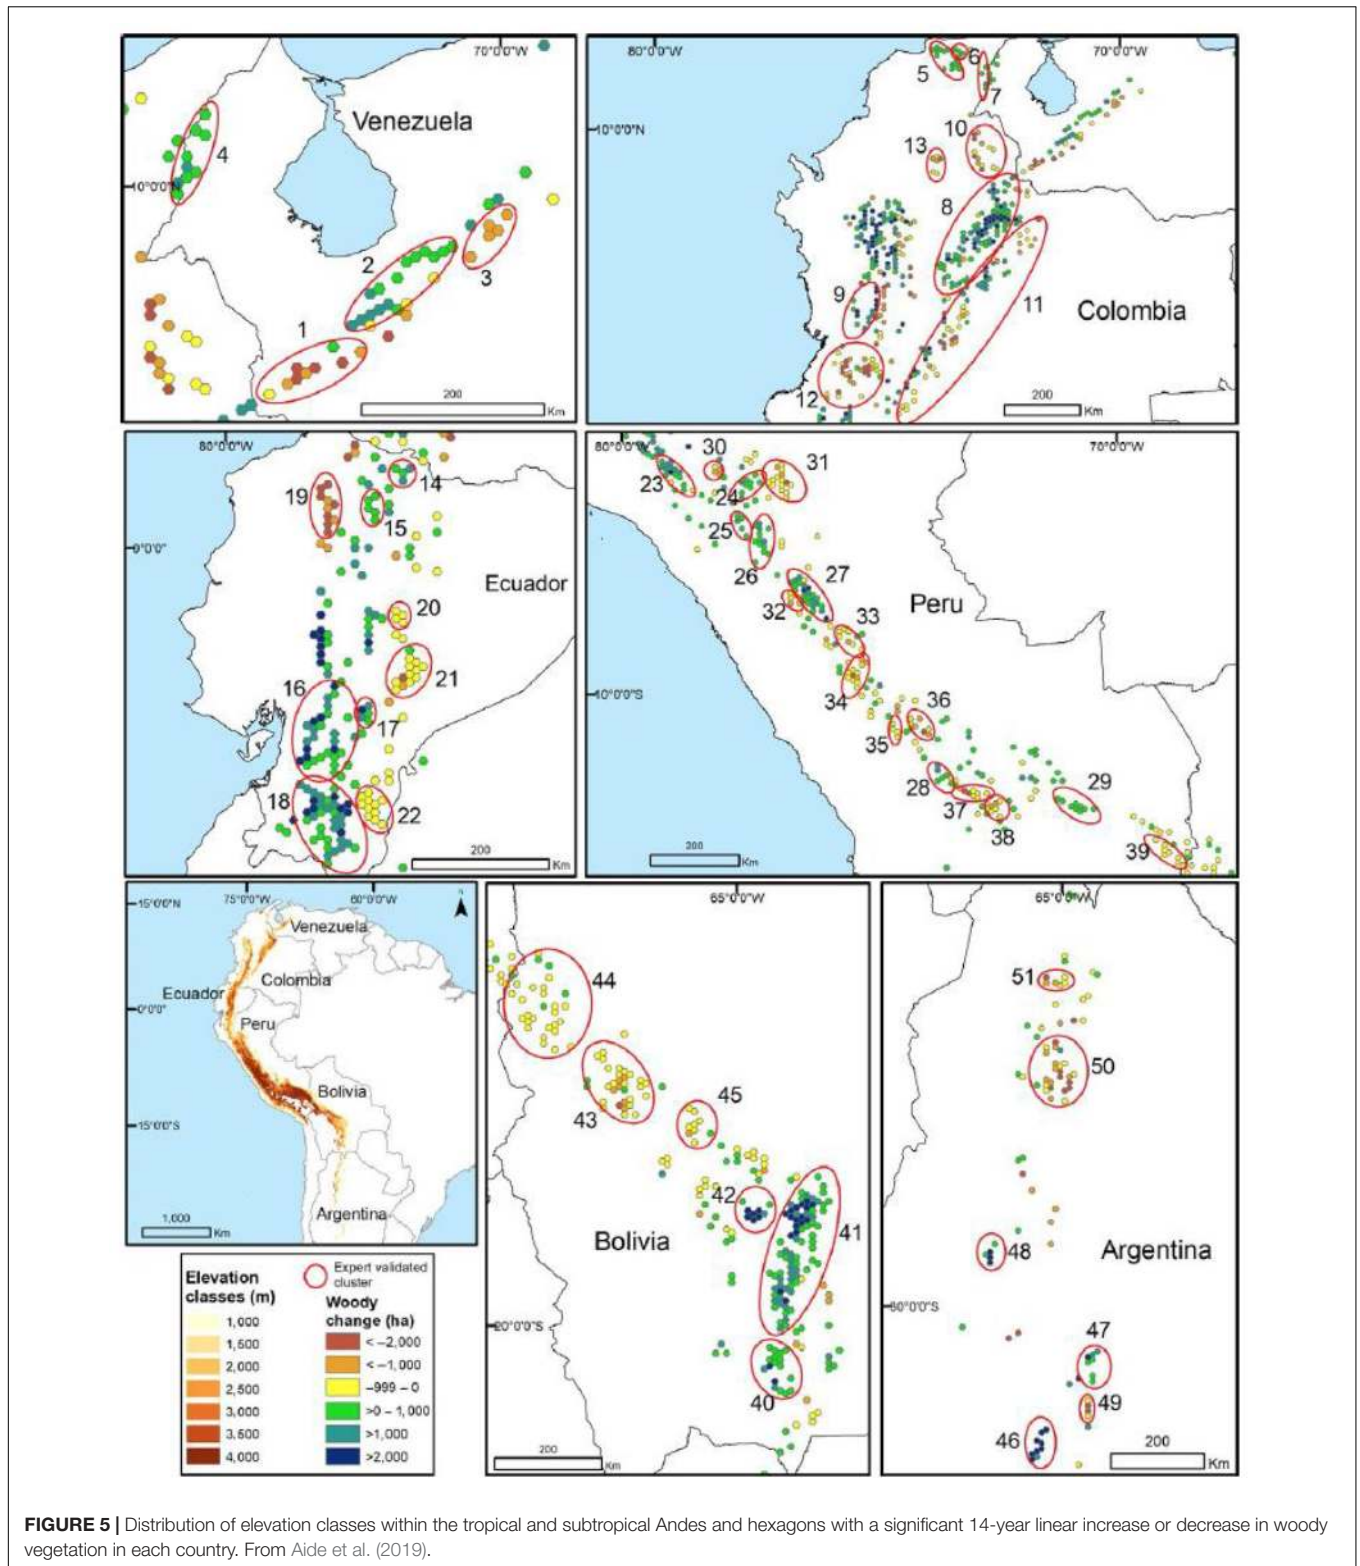 70°0'0"W
Venezuela
4
10°0'0"N
2
3
1
200
Km
80°0'0"W
70°0'0"W
5
6
7
10°0'0"N
10
13
8
9
11
Colombia
12
200
Km
80°0'0"W
19
14
15
0°0'0"
Ecuador
20
21
16
17
18
22
200
Km
80°0'0"W
70°0'0"W
30
31
23
24
25
26
27
32
Peru
33
34
10°0'0"S
36
35
28
29
37
38
39
200
Km
75°0'0"W
60°0'0"W
15°0'0"N
Venezuela
Colombia
Ecuador
0°0'0"
Peru
Bolivia
15°0'0"S
Argentina
1,000
Km
Elevation
classes (m)
1,000
1,500
2,000
2,500
3,000
3,500
4,000
Expert validated
cluster
Woody
change (ha)
< –2,000
< –1,000
–999 – 0
>0 – 1,000
>1,000
>2,000
65°0'0"W
44
43
45
42
41
Bolivia
20°0'0"S
40
200
Km
65°0'0"W
51
50
48
Argentina
30°0'0"S
47
49
46
200
Km
FIGURE 5 | Distribution of elevation classes within the tropical and subtropical Andes and hexagons with a significant 14-year linear increase or decrease in woody
vegetation in each country. From Aide et al. (2019).